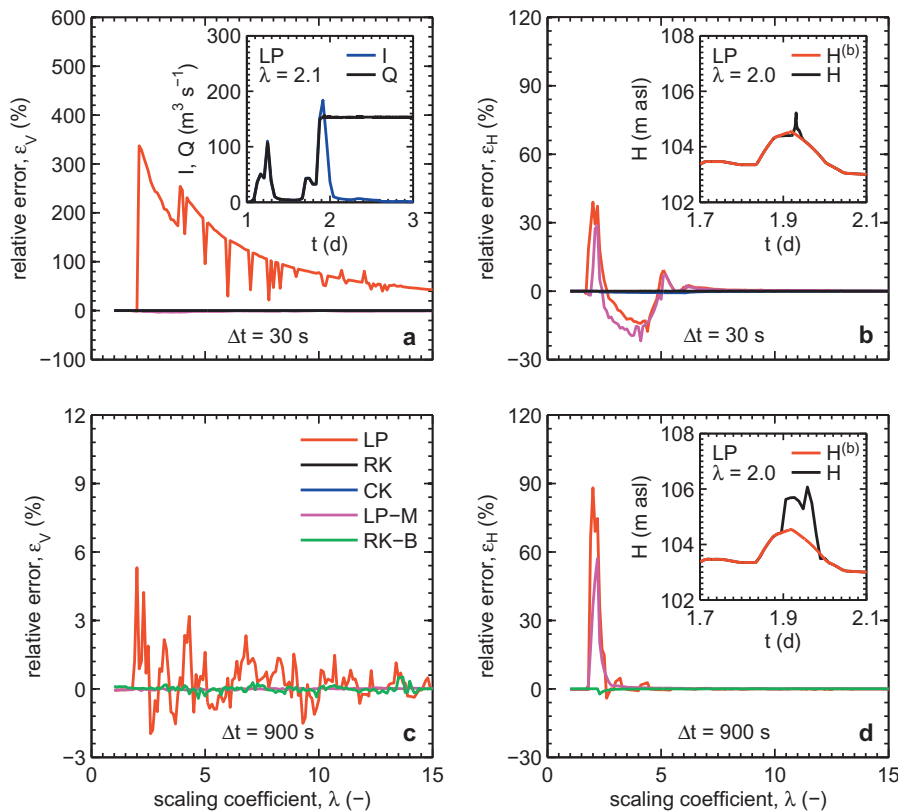 600
500
400
300
200
100
0
−100
relative error, εV (%)
300
200
100
0
I, Q (m³ s⁻¹)
LP
λ = 2.1
I
Q
1
2
3
t (d)
Δt = 30 s
a
120
90
60
30
0
−30
relative error, εH (%)
108
106
104
102
H (m asl)
LP
λ = 2.0
H(b)
H
1.7
1.9
2.1
t (d)
Δt = 30 s
b
12
9
6
3
0
−3
relative error, εV (%)
LP
RK
CK
LP−M
RK−B
Δt = 900 s
c
0
5
10
15
scaling coefficient, λ (−)
120
90
60
30
0
−30
relative error, εH (%)
108
106
104
102
H (m asl)
LP
λ = 2.0
H(b)
H
1.7
1.9
2.1
t (d)
Δt = 900 s
d
0
5
10
15
scaling coefficient, λ (−)